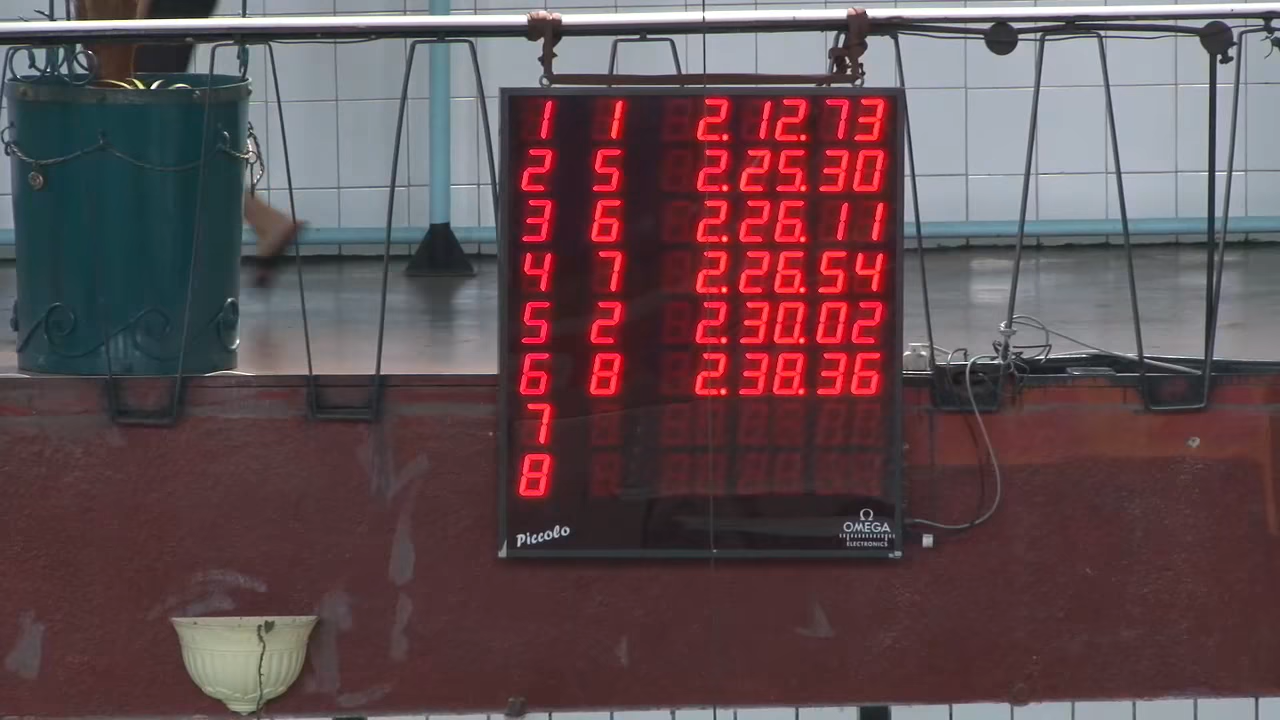 1 1 2.12.73
2 5 2.25.30
3 6 2.26.11
4 7 2.26.54
5 2 2.30.02
6 8 2.38.36
7
8
Piccolo
Ω OMEGA
ELECTRONICS